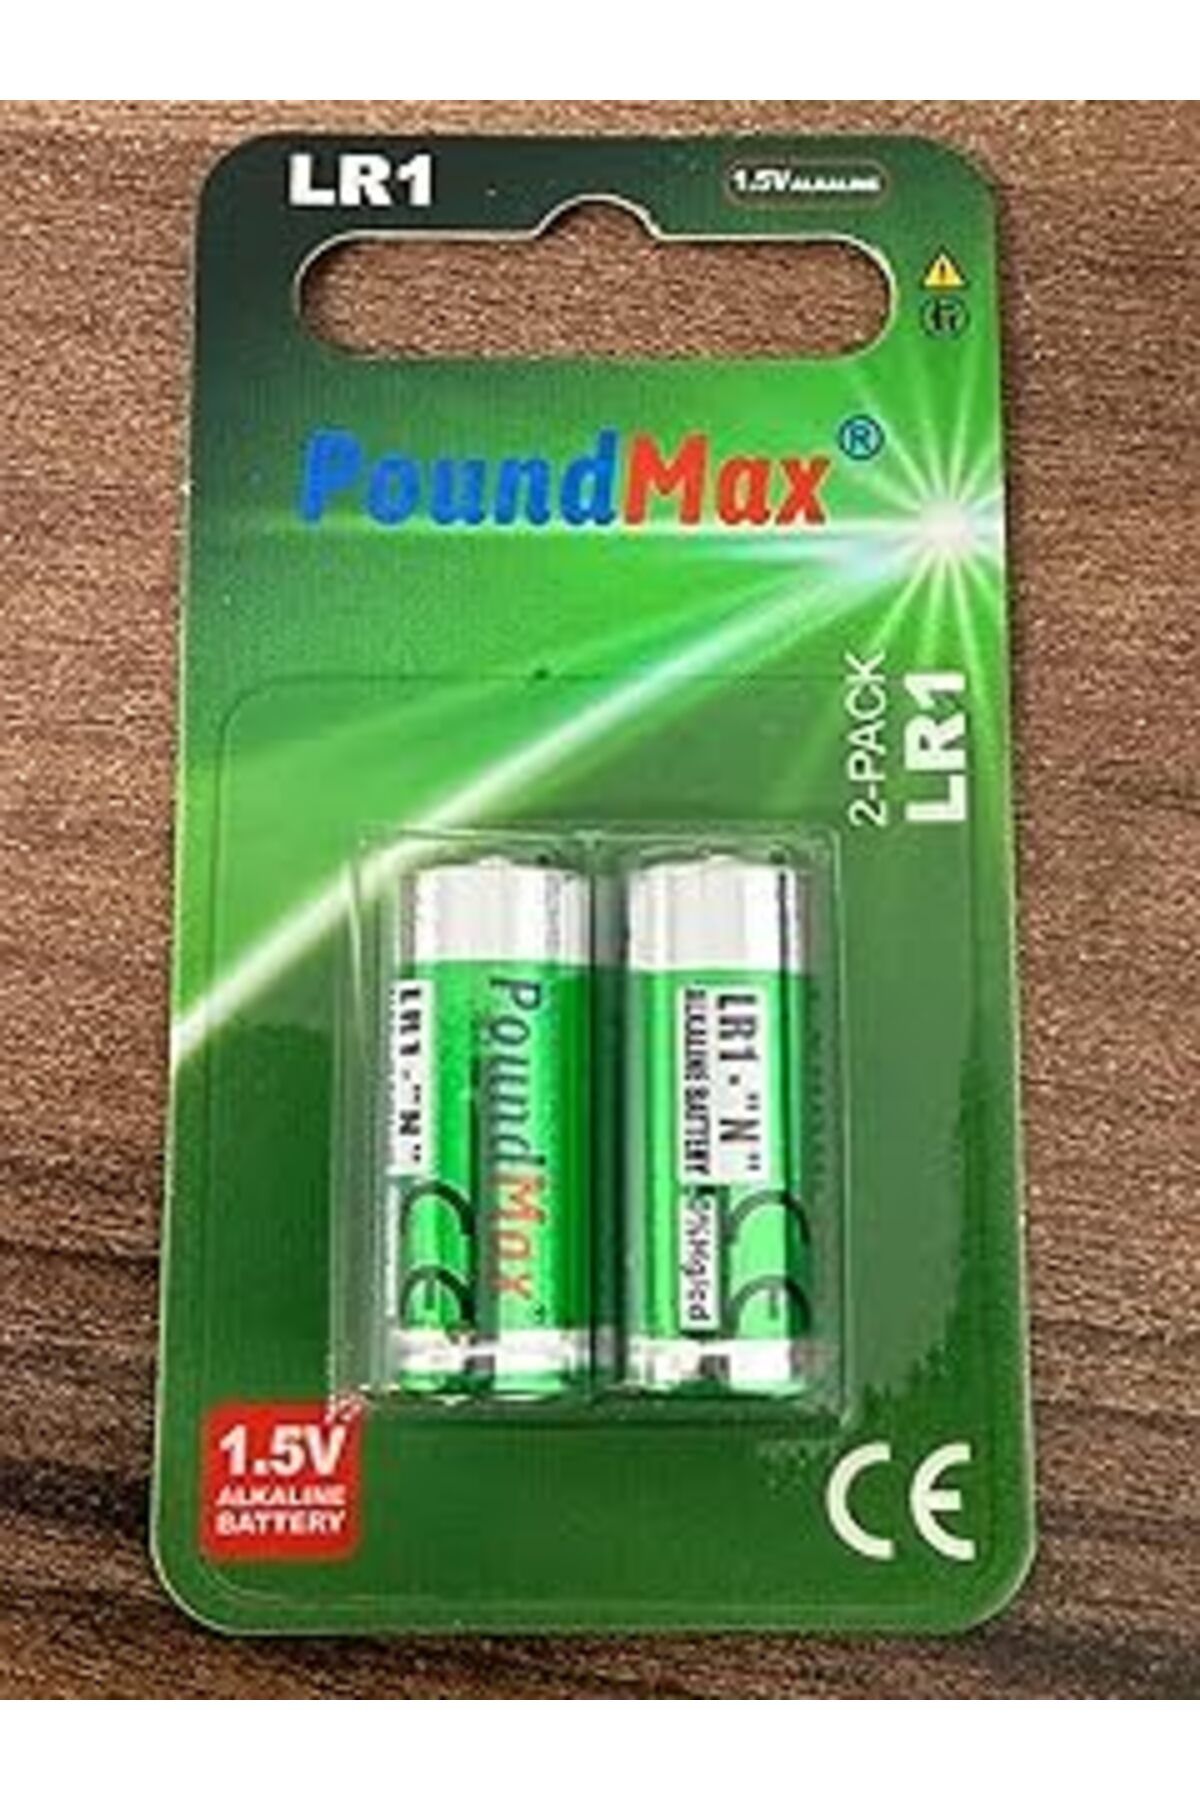 LR1
1.5V ALKALINE
PoundMax®
2-PACK
LR1
LR1 · "N"
PoundMax
LR1 · "N"
ALKALINE BATTERY
1.5V
ALKALINE
BATTERY
CE